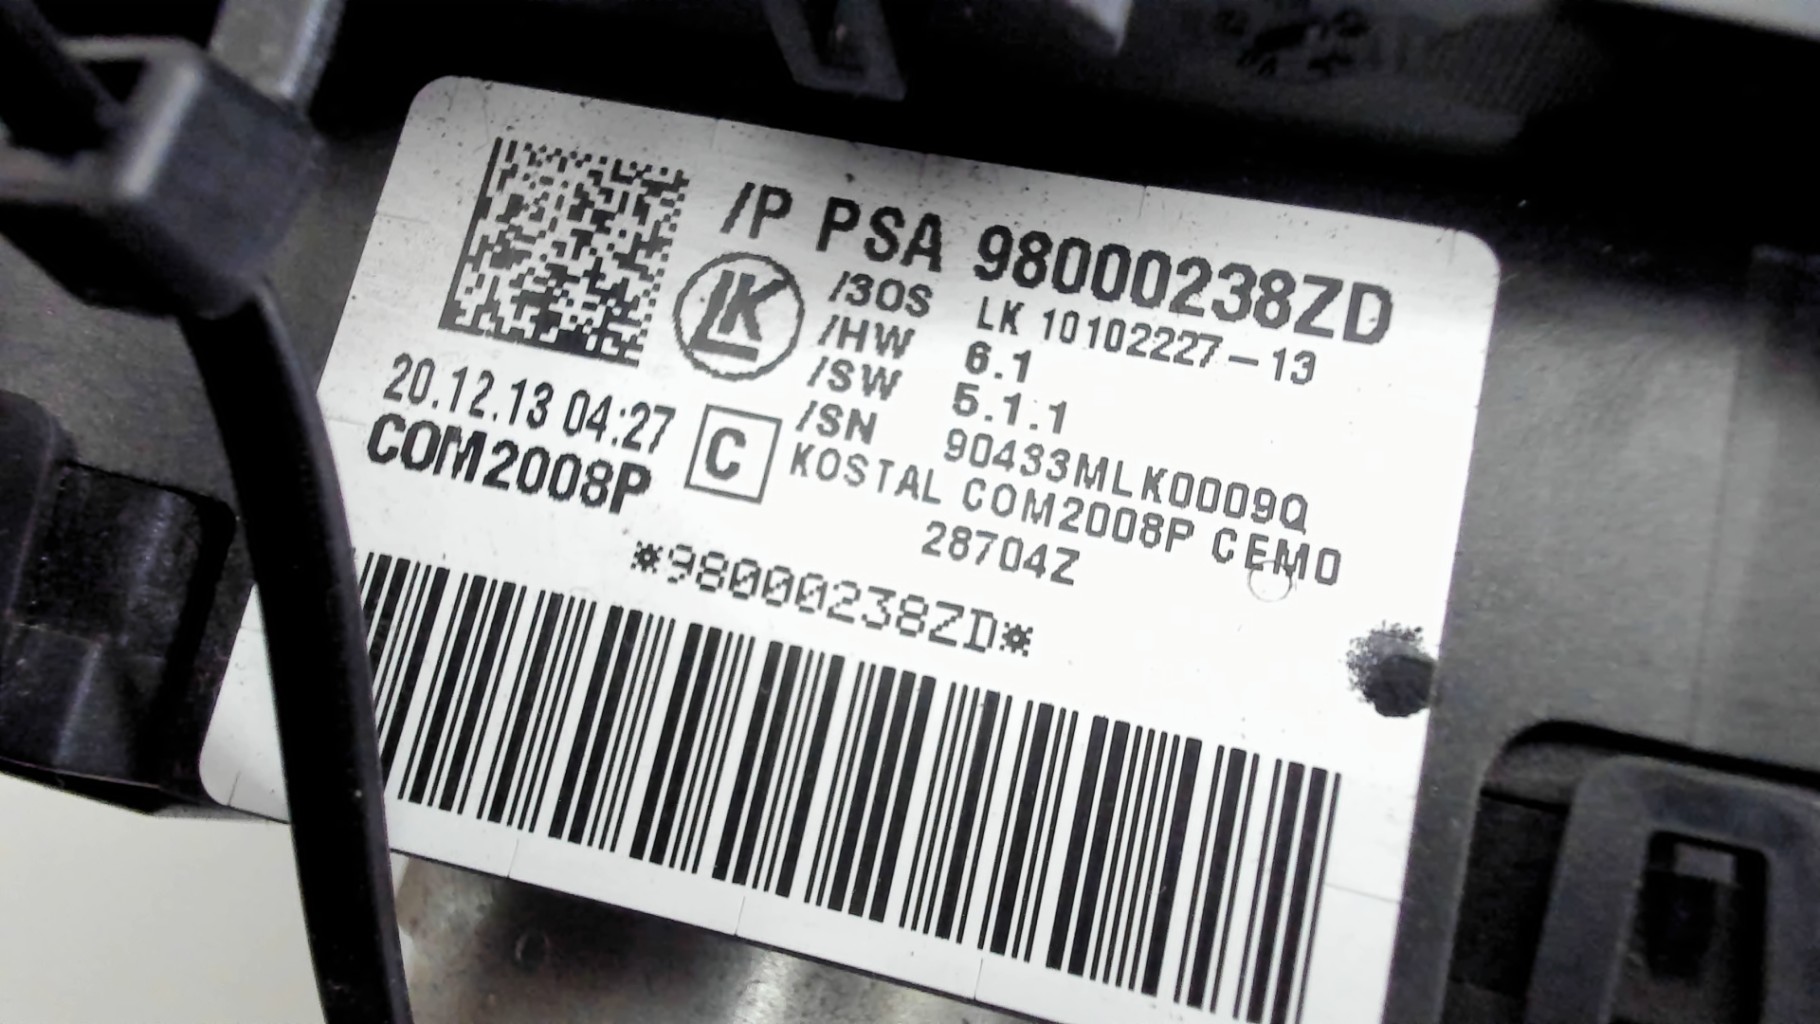 /P PSA 98000238ZD
LK
/3OS LK 10102227-13
/HW 6.1
/SW 5.1.1
/SN 90433MLK0009Q
20.12.13 04:27
COM2008P
C
KOSTAL COM2008P CEMO
28704Z
*98000238ZD*